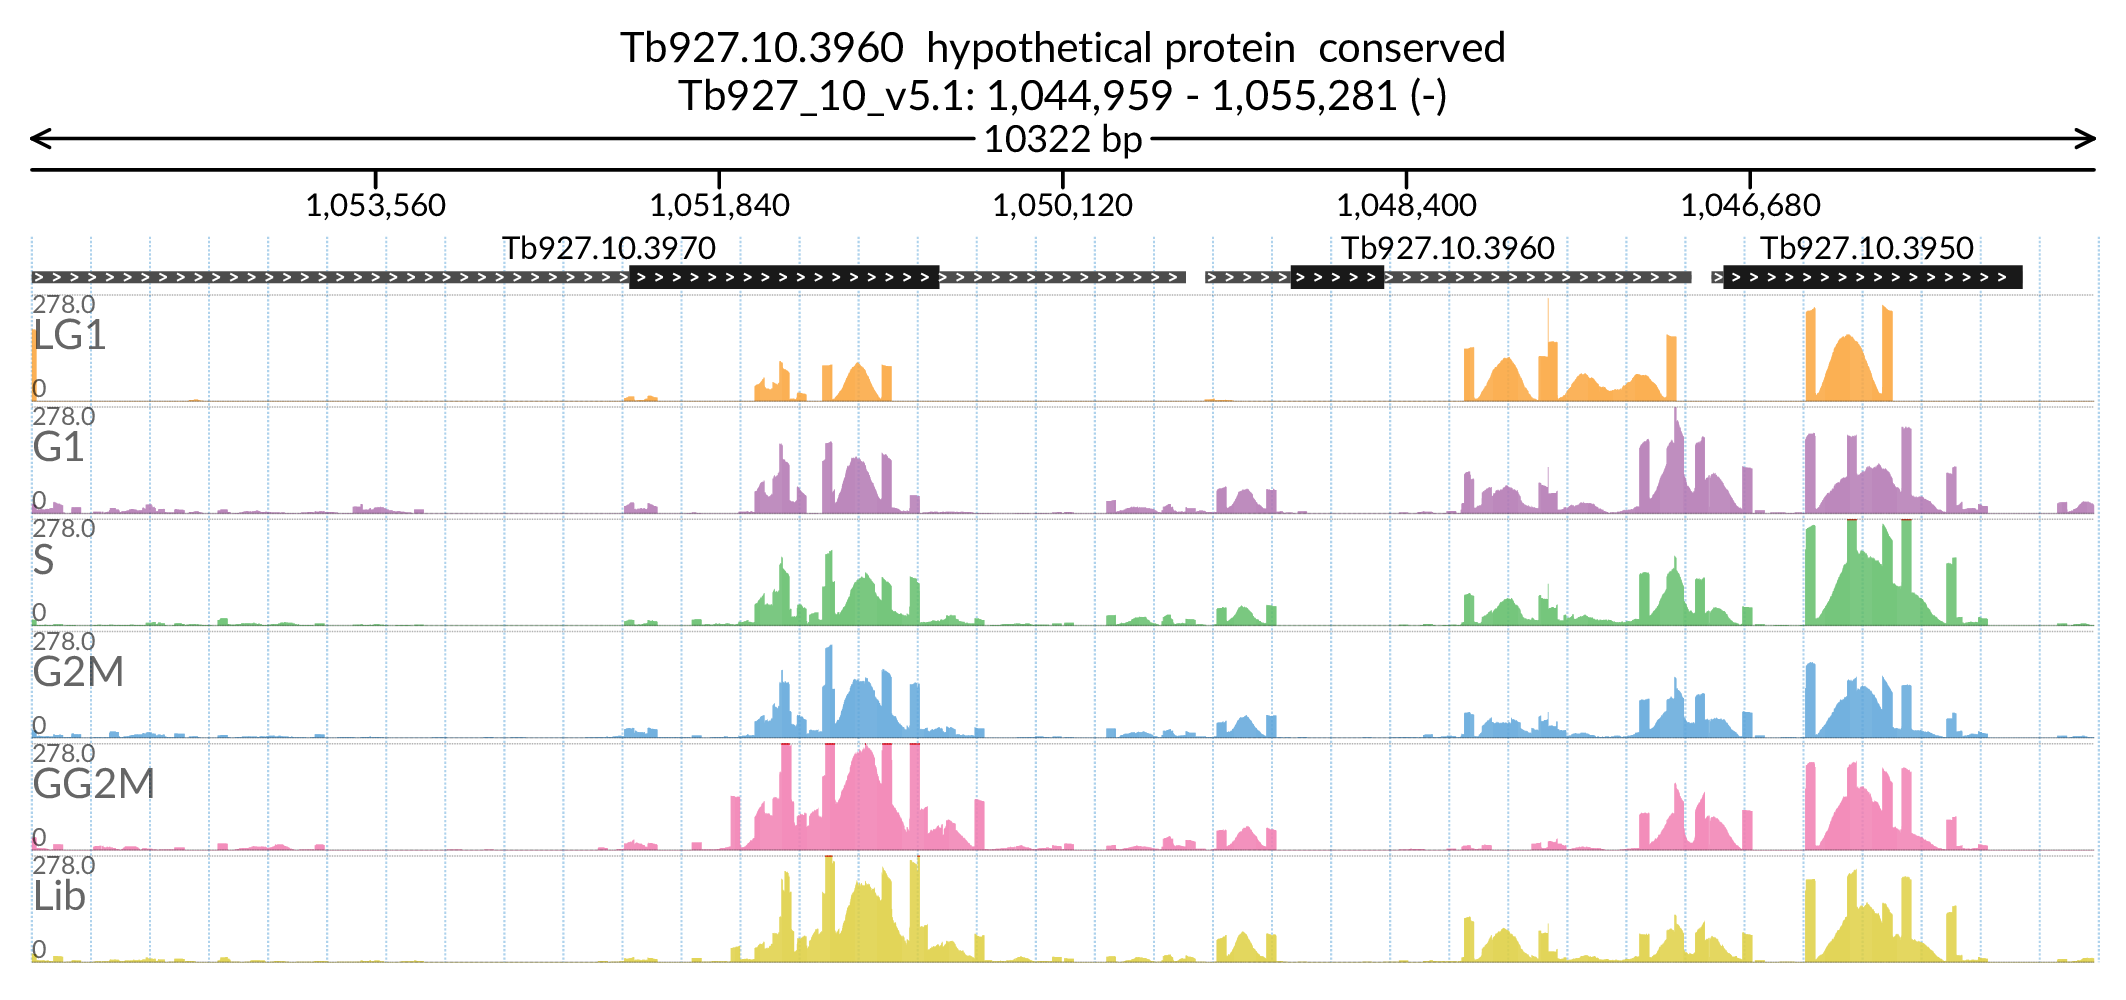 Tb927.10.3960 hypothetical protein conserved
Tb927_10_v5.1: 1,044,959 - 1,055,281 (-)
10322 bp
1,053,560 1,051,840 1,050,120 1,048,400 1,046,680
Tb927.10.3970 Tb927.10.3960 Tb927.10.3950
278.0
LG1
0
278.0
G1
0
278.0
S
0
278.0
G2M
0
278.0
GG2M
0
278.0
Lib
0